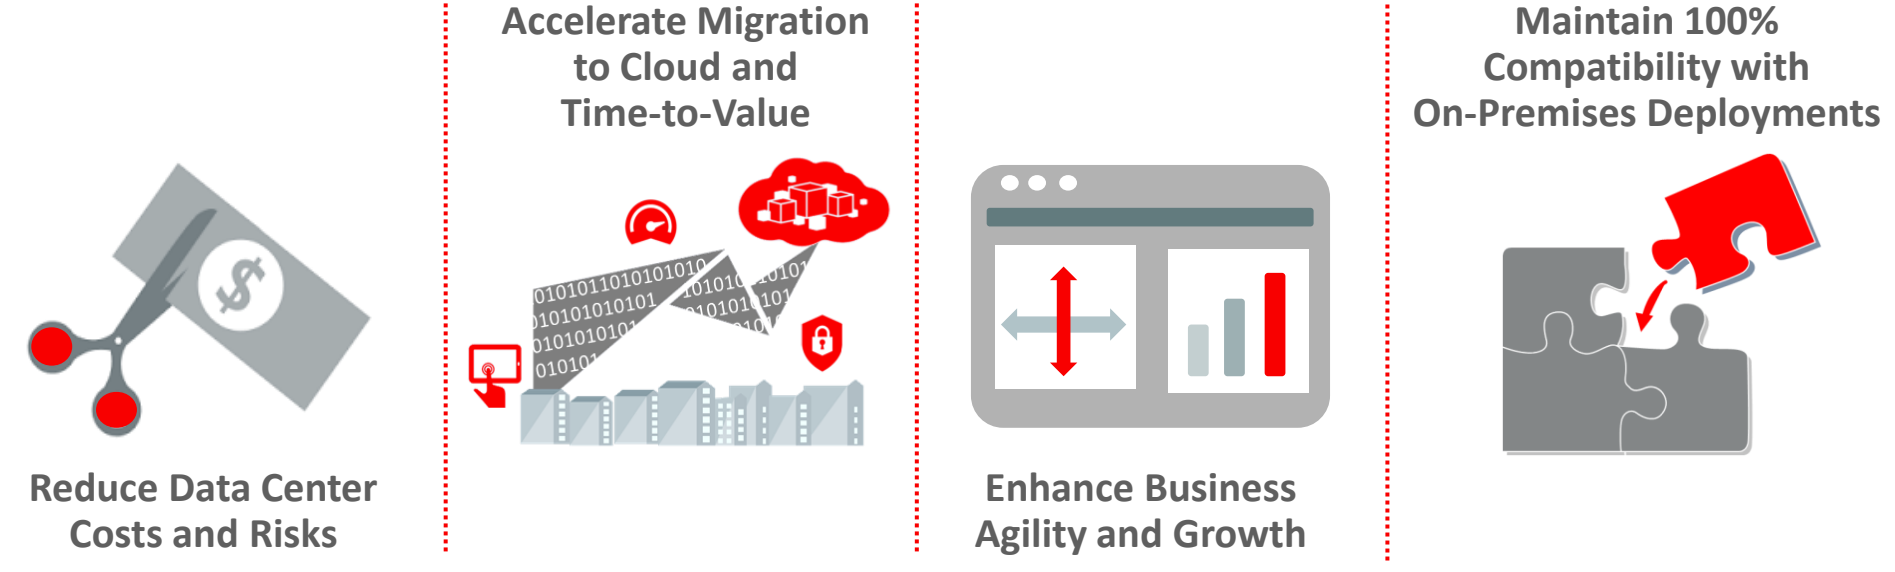 Reduce Data Center
Costs and Risks
$
Accelerate Migration
to Cloud and
Time-to-Value
Enhance Business
Agility and Growth
Maintain 100%
Compatibility with
On-Premises Deployments